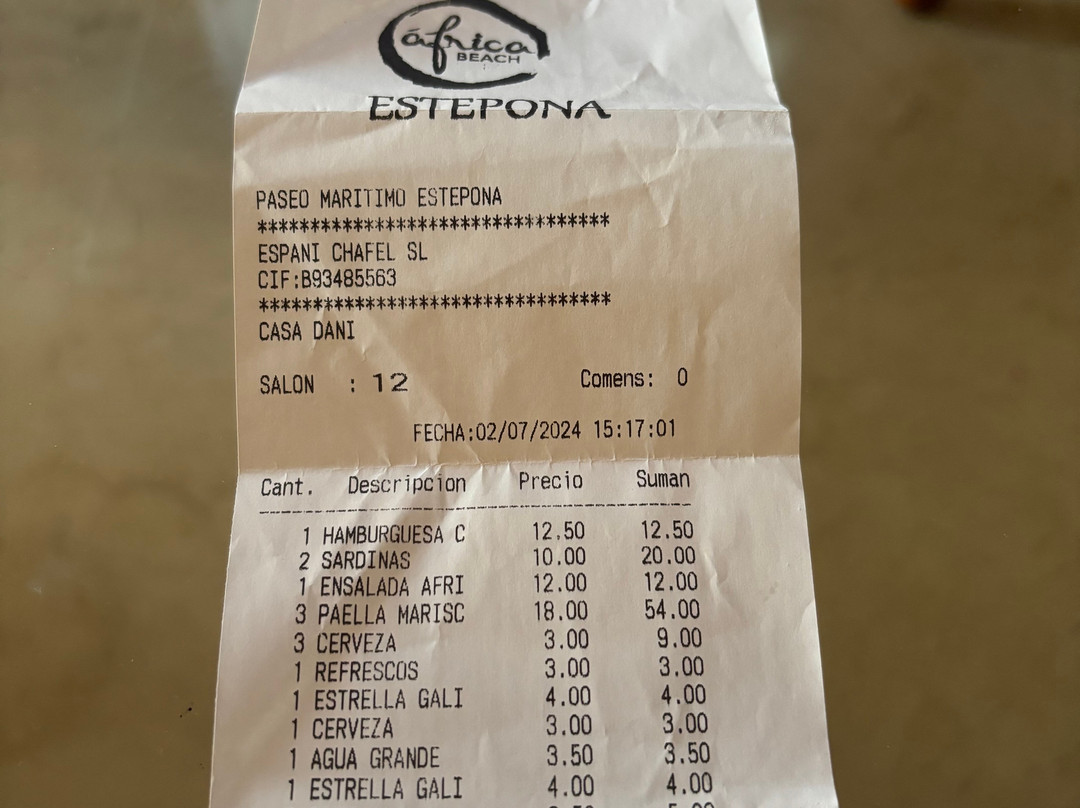 áfrica
BEACH
ESTEPONA
PASEO MARITIMO ESTEPONA
*********************************
ESPANI CHAFEL SL
CIF:B93485563
*********************************
CASA DANI
SALON : 12 Comens: 0
FECHA:02/07/2024 15:17:01
Cant. Descripcion Precio Suman
1 HAMBURGUESA C 12.50 12.50
2 SARDINAS 10.00 20.00
1 ENSALADA AFRI 12.00 12.00
3 PAELLA MARISC 18.00 54.00
3 CERVEZA 3.00 9.00
1 REFRESCOS 3.00 3.00
1 ESTRELLA GALI 4.00 4.00
1 CERVEZA 3.00 3.00
1 AGUA GRANDE 3.50 3.50
1 ESTRELLA GALI 4.00 4.00